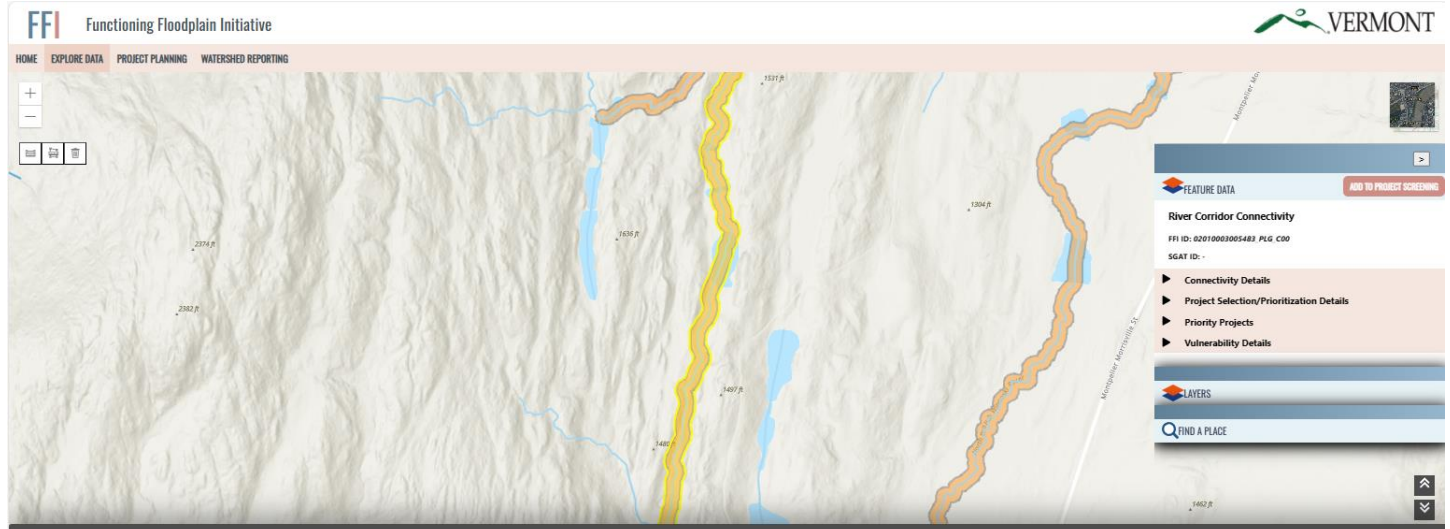 FFI Functioning Floodplain Initiative
VERMONT
HOME EXPLORE DATA PROJECT PLANNING WATERSHED REPORTING
+
−
1531 ft
Montpelier
>
FEATURE DATA
ADD TO PROJECT SCREENING
River Corridor Connectivity
FFI ID: 02010003005483_PLG_C00
SGAT ID: -
Connectivity Details
Project Selection/Prioritization Details
Priority Projects
Vulnerability Details
LAYERS
FIND A PLACE
1304 ft
1636 ft
2374 ft
2382 ft
Montpelier Morrisville St
1497 ft
1480 ft
1462 ft